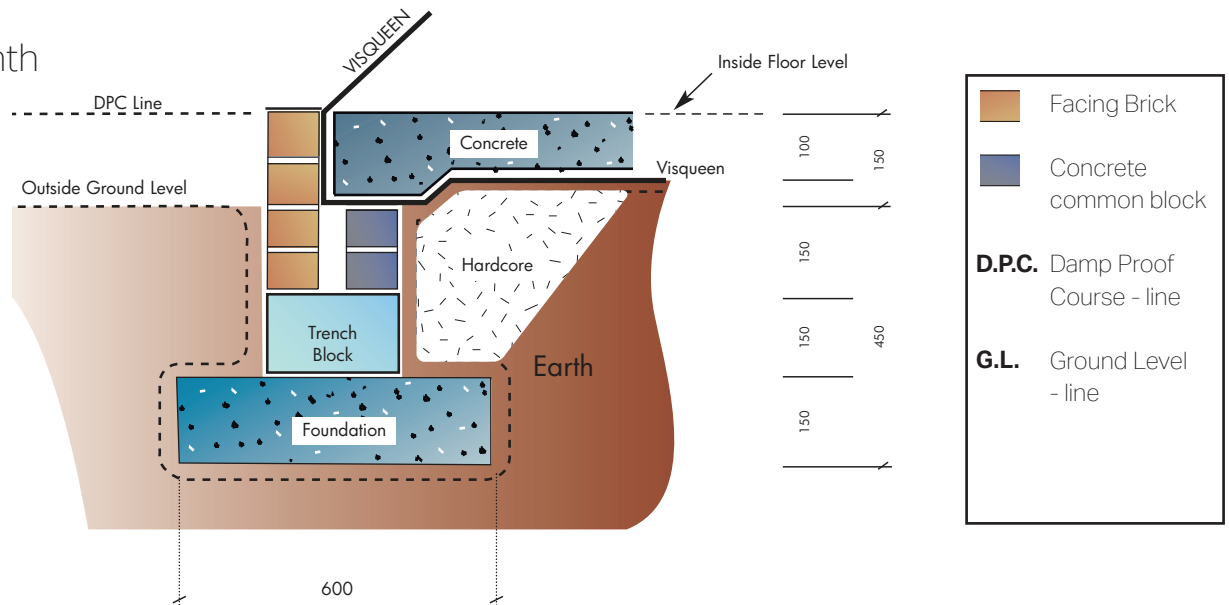 nth
VISQUEEN
Inside Floor Level
DPC Line
Concrete
Visqueen
Outside Ground Level
Hardcore
Trench
Block
Earth
Foundation
600
100
150
150
150
450
150
Facing Brick
Concrete
common block
D.P.C. Damp Proof
Course - line
G.L. Ground Level
- line